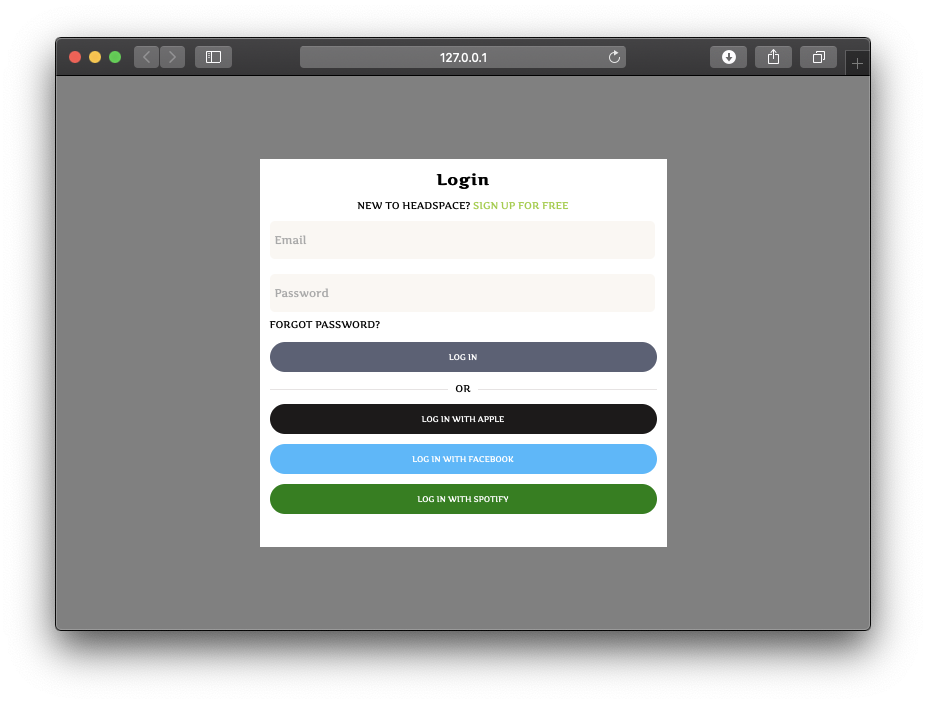 127.0.0.1
Login
NEW TO HEADSPACE? SIGN UP FOR FREE
Email
Password
FORGOT PASSWORD?
LOG IN
OR
LOG IN WITH APPLE
LOG IN WITH FACEBOOK
LOG IN WITH SPOTIFY